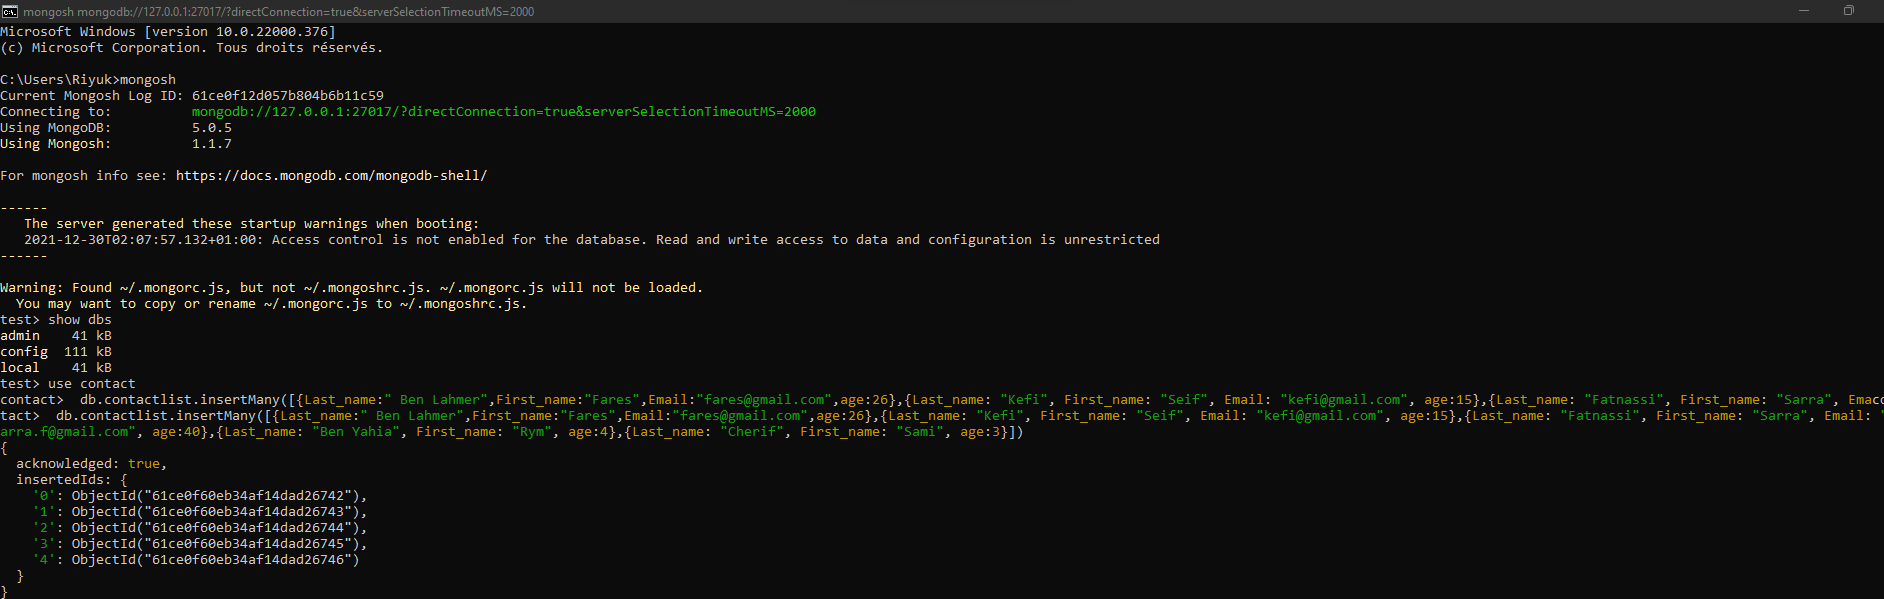 mongosh mongodb://127.0.0.1:27017/?directConnection=true&serverSelectionTimeoutMS=2000
Microsoft Windows [version 10.0.22000.376]
(c) Microsoft Corporation. Tous droits réservés.
C:\Users\Riyuk>mongosh
Current Mongosh Log ID: 61ce0f12d057b804b6b11c59
Connecting to:          mongodb://127.0.0.1:27017/?directConnection=true&serverSelectionTimeoutMS=2000
Using MongoDB:          5.0.5
Using Mongosh:          1.1.7
For mongosh info see: https://docs.mongodb.com/mongodb-shell/
------
   The server generated these startup warnings when booting:
   2021-12-30T02:07:57.132+01:00: Access control is not enabled for the database. Read and write access to data and configuration is unrestricted
------
Warning: Found ~/.mongorc.js, but not ~/.mongoshrc.js. ~/.mongorc.js will not be loaded.
  You may want to copy or rename ~/.mongorc.js to ~/.mongoshrc.js.
test> show dbs
admin    41 kB
config  111 kB
local    41 kB
test> use contact
contact>  db.contactlist.insertMany([{Last_name:" Ben Lahmer",First_name:"Fares",Email:"fares@gmail.com",age:26},{Last_name: "Kefi", First_name: "Seif", Email: "kefi@gmail.com", age:15},{Last_name: "Fatnassi", First_name: "Sarra", Emacc
tact>  db.contactlist.insertMany([{Last_name:" Ben Lahmer",First_name:"Fares",Email:"fares@gmail.com",age:26},{Last_name: "Kefi", First_name: "Seif", Email: "kefi@gmail.com", age:15},{Last_name: "Fatnassi", First_name: "Sarra", Email: "
arra.f@gmail.com", age:40},{Last_name: "Ben Yahia", First_name: "Rym", age:4},{Last_name: "Cherif", First_name: "Sami", age:3}])
{
  acknowledged: true,
  insertedIds: {
    '0': ObjectId("61ce0f60eb34af14dad26742"),
    '1': ObjectId("61ce0f60eb34af14dad26743"),
    '2': ObjectId("61ce0f60eb34af14dad26744"),
    '3': ObjectId("61ce0f60eb34af14dad26745"),
    '4': ObjectId("61ce0f60eb34af14dad26746")
  }
}